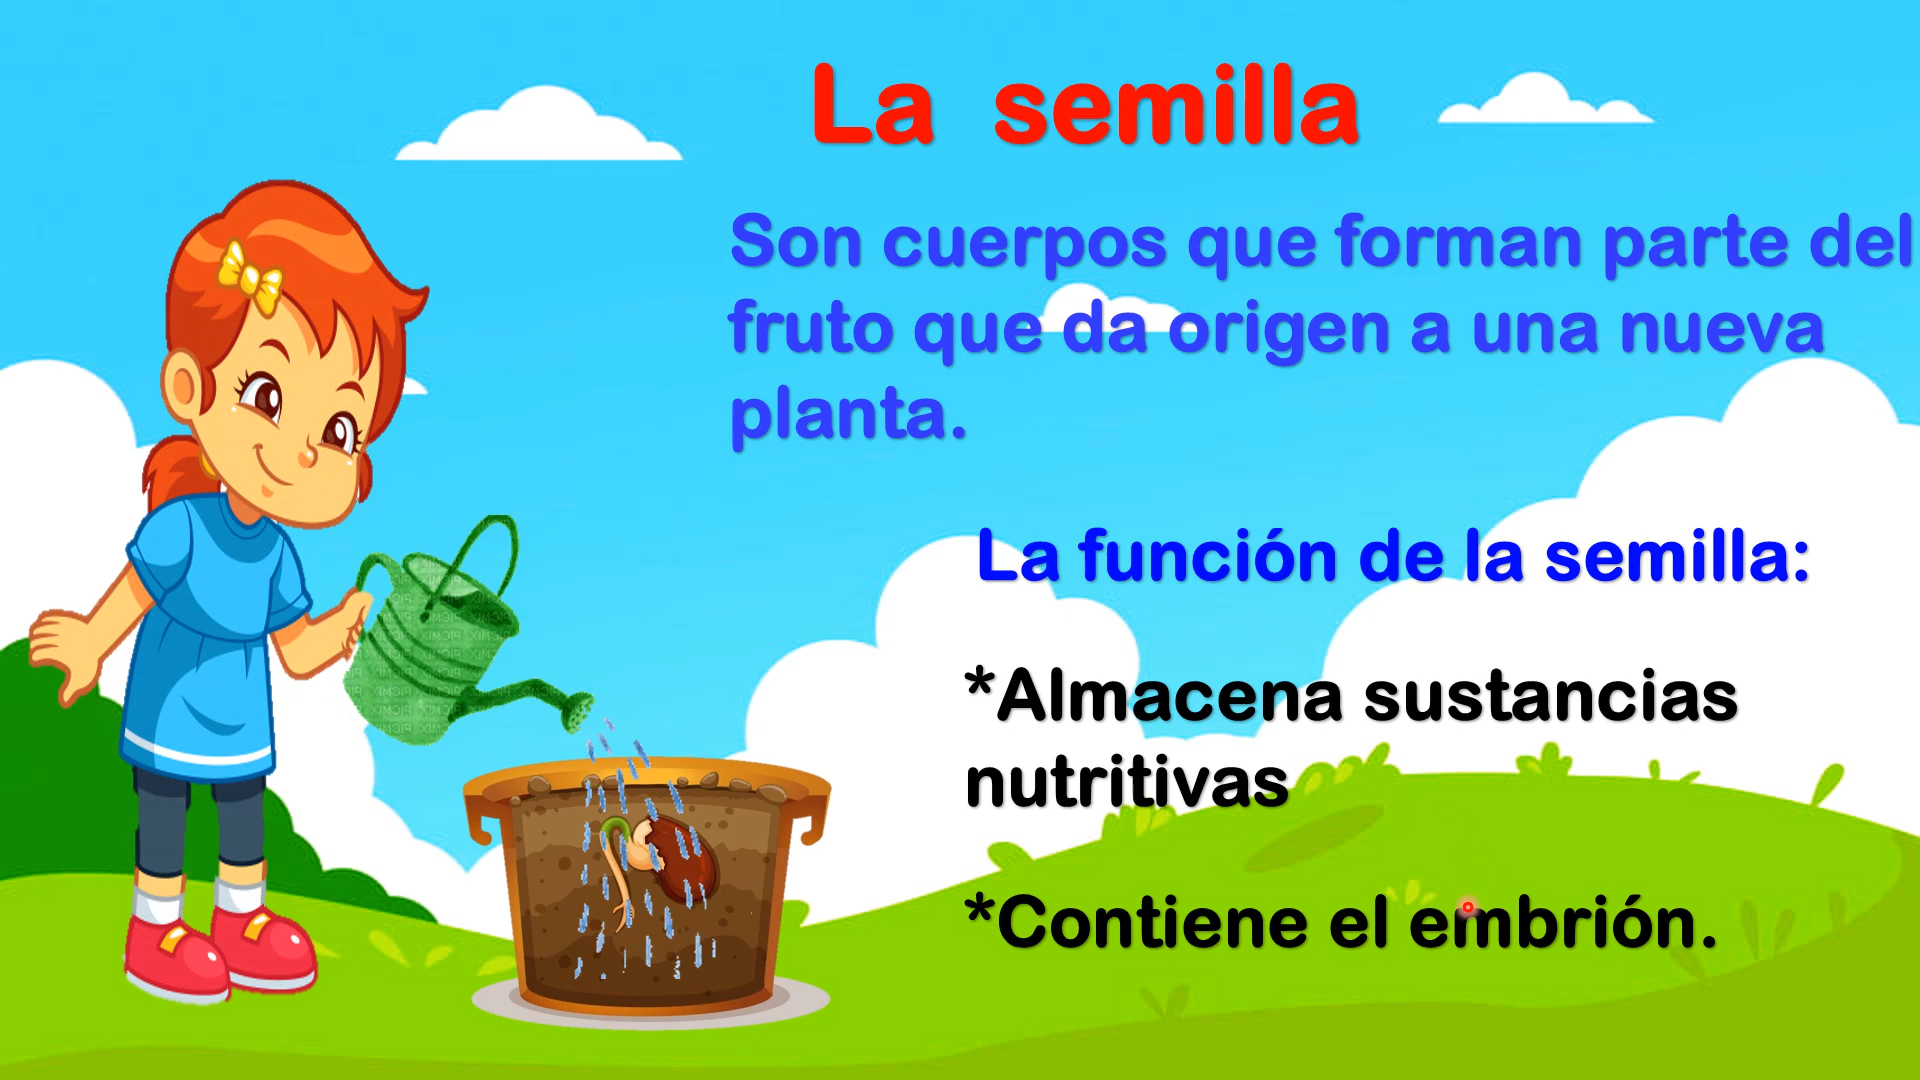 La semilla
Son cuerpos que forman parte del
fruto que da origen a una nueva
planta.
La función de la semilla:
*Almacena sustancias
nutritivas
*Contiene el embrión.